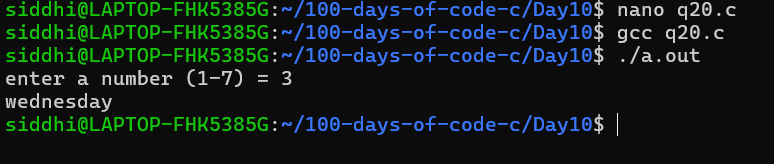 siddhi@LAPTOP-FHK5385G:~/100-days-of-code-c/Day10$ nano q20.c
siddhi@LAPTOP-FHK5385G:~/100-days-of-code-c/Day10$ gcc q20.c
siddhi@LAPTOP-FHK5385G:~/100-days-of-code-c/Day10$ ./a.out
enter a number (1-7) = 3
wednesday
siddhi@LAPTOP-FHK5385G:~/100-days-of-code-c/Day10$